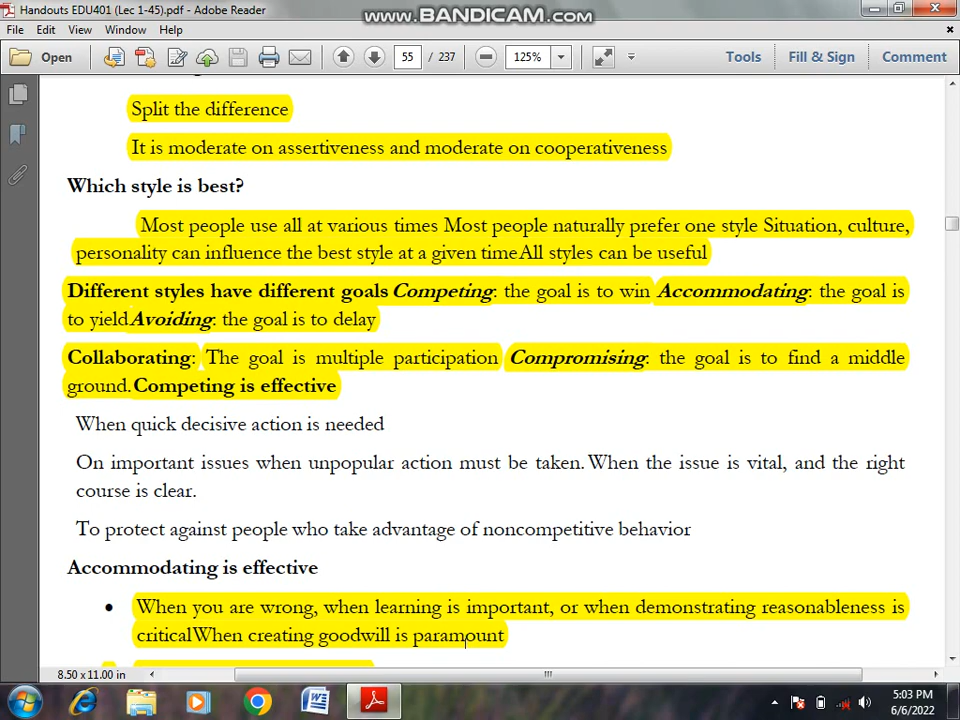 Handouts EDU401 (Lec 1-45).pdf - Adobe Reader
www.BANDICAM.com
File Edit View Window Help
Open 55 / 237 125% Tools Fill & Sign Comment
Split the difference
It is moderate on assertiveness and moderate on cooperativeness
Which style is best?
Most people use all at various times Most people naturally prefer one style Situation, culture,
personality can influence the best style at a given timeAll styles can be useful
Different styles have different goals Competing: the goal is to win Accommodating: the goal is
to yieldAvoiding: the goal is to delay
Collaborating: The goal is multiple participation Compromising: the goal is to find a middle
ground.Competing is effective
When quick decisive action is needed
On important issues when unpopular action must be taken. When the issue is vital, and the right
course is clear.
To protect against people who take advantage of noncompetitive behavior
Accommodating is effective
• When you are wrong, when learning is important, or when demonstrating reasonableness is
criticalWhen creating goodwill is paramount
8.50 x 11.00 in
5:03 PM
6/6/2022